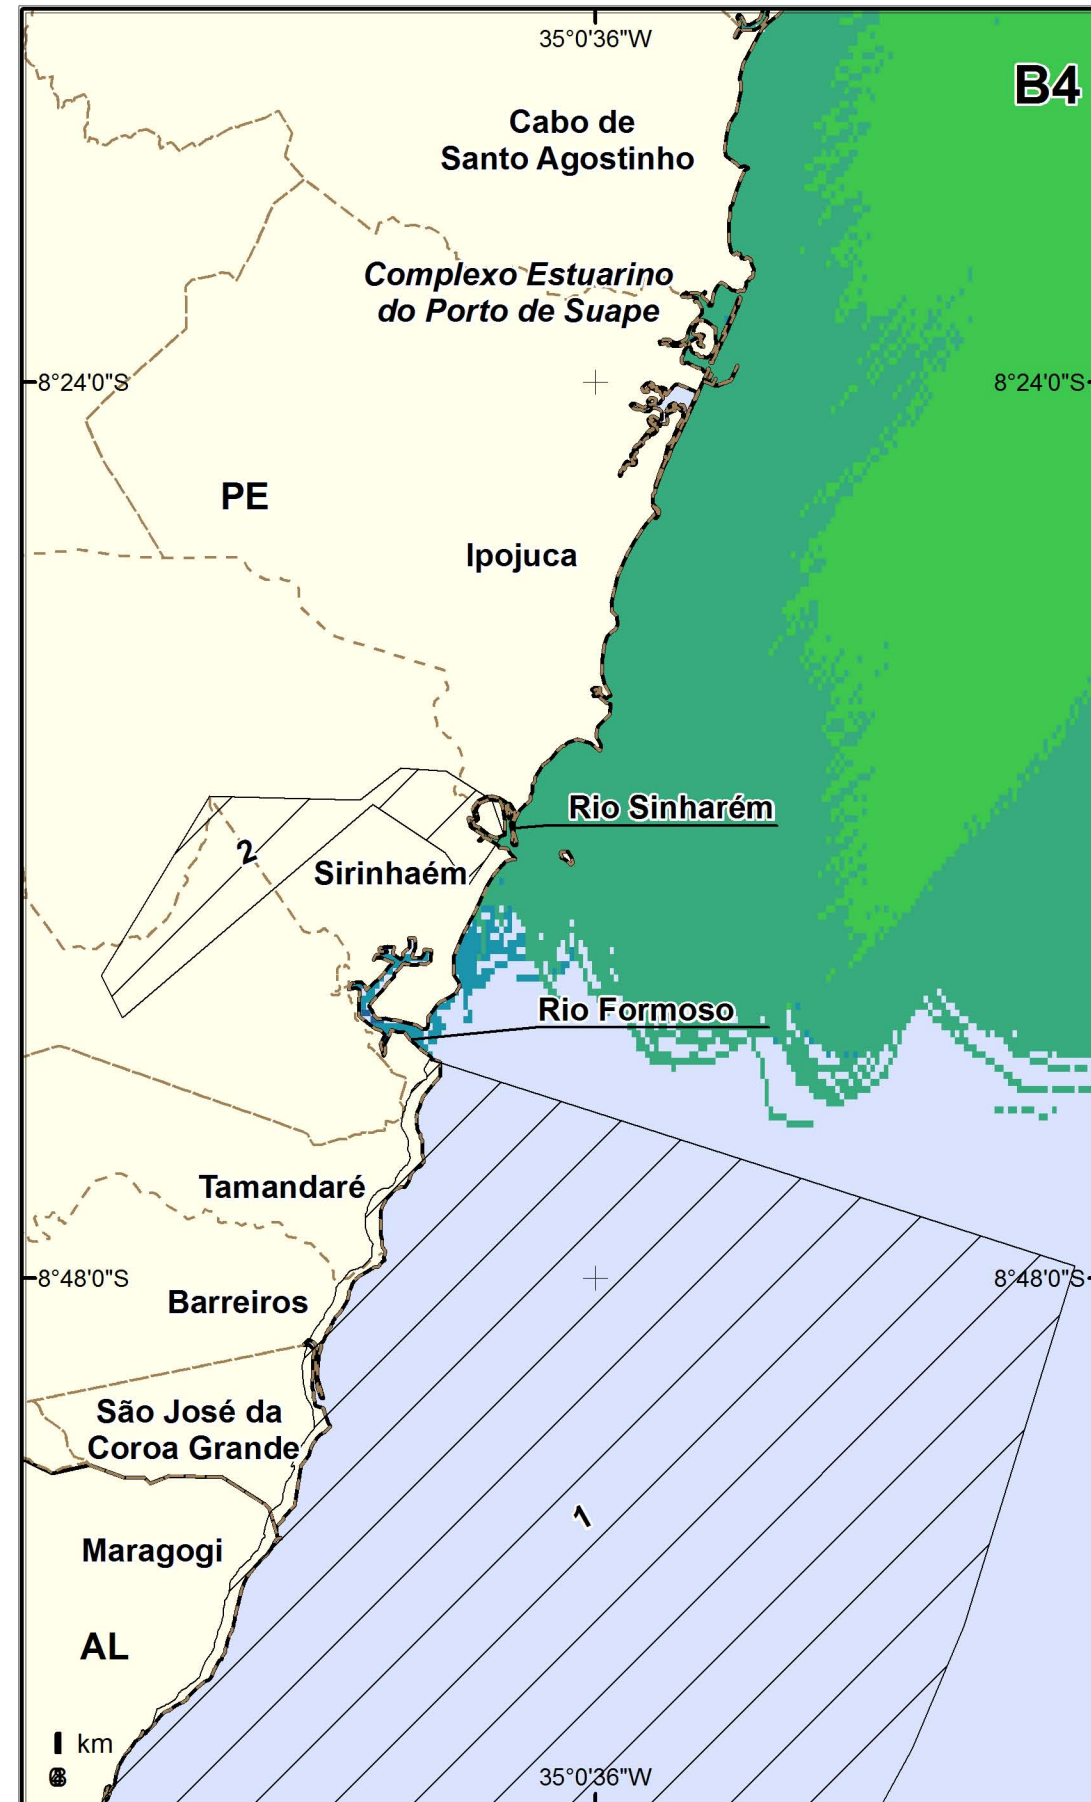 35°0'36"W
B4
Cabo de
Santo Agostinho
Complexo Estuarino
do Porto de Suape
8°24'0"S
8°24'0"S
PE
Ipojuca
Rio Sinharém
2
Sirinhaém
Rio Formoso
Tamandaré
8°48'0"S
8°48'0"S
Barreiros
São José da
Coroa Grande
1
Maragogi
AL
km
35°0'36"W